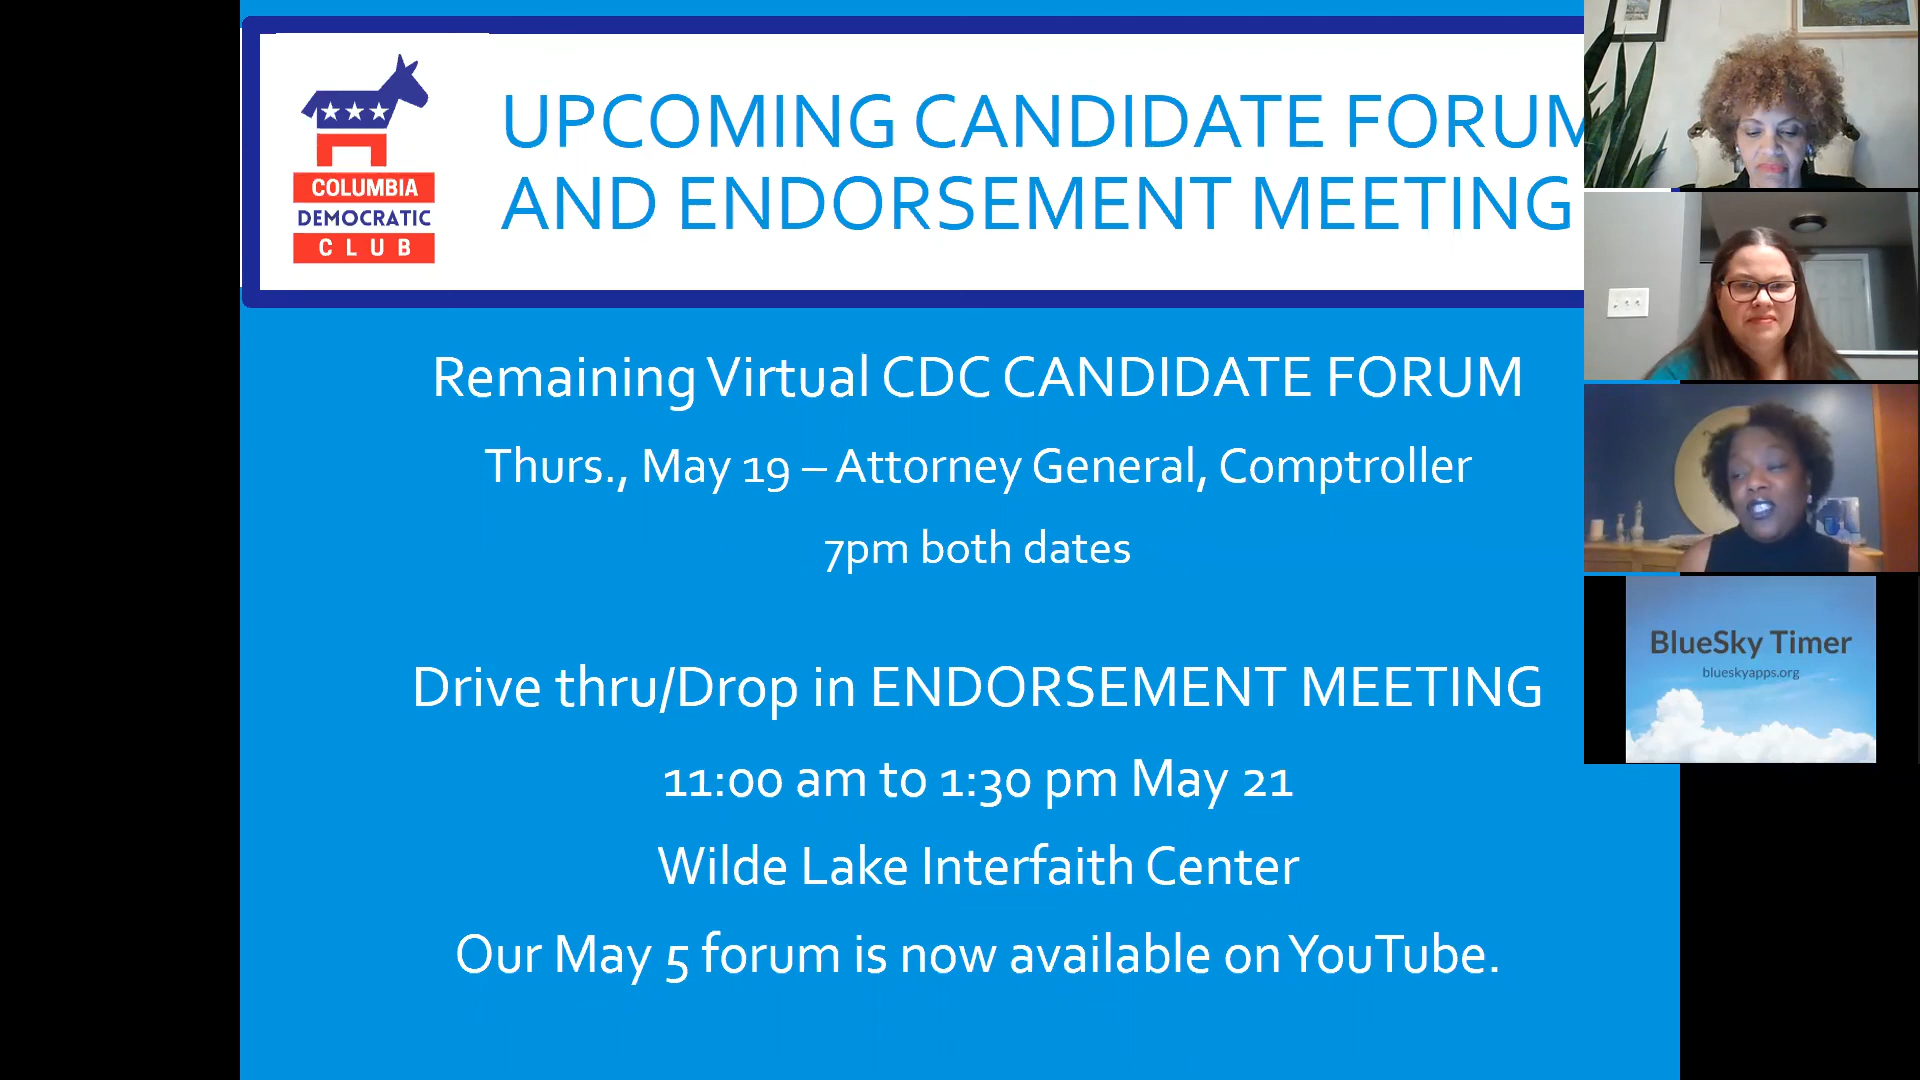 UPCOMING CANDIDATE FORUM
AND ENDORSEMENT MEETING
COLUMBIA
DEMOCRATIC
CLUB
Remaining Virtual CDC CANDIDATE FORUM
Thurs., May 19 – Attorney General, Comptroller
7pm both dates
Drive thru/Drop in ENDORSEMENT MEETING
11:00 am to 1:30 pm May 21
Wilde Lake Interfaith Center
Our May 5 forum is now available on YouTube.
BlueSky Timer
blueskyapps.org